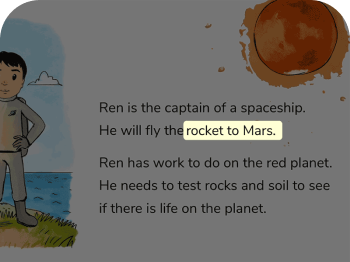 Ren is the captain of a spaceship.
He will fly the rocket to Mars.
Ren has work to do on the red planet.
He needs to test rocks and soil to see
if there is life on the planet.